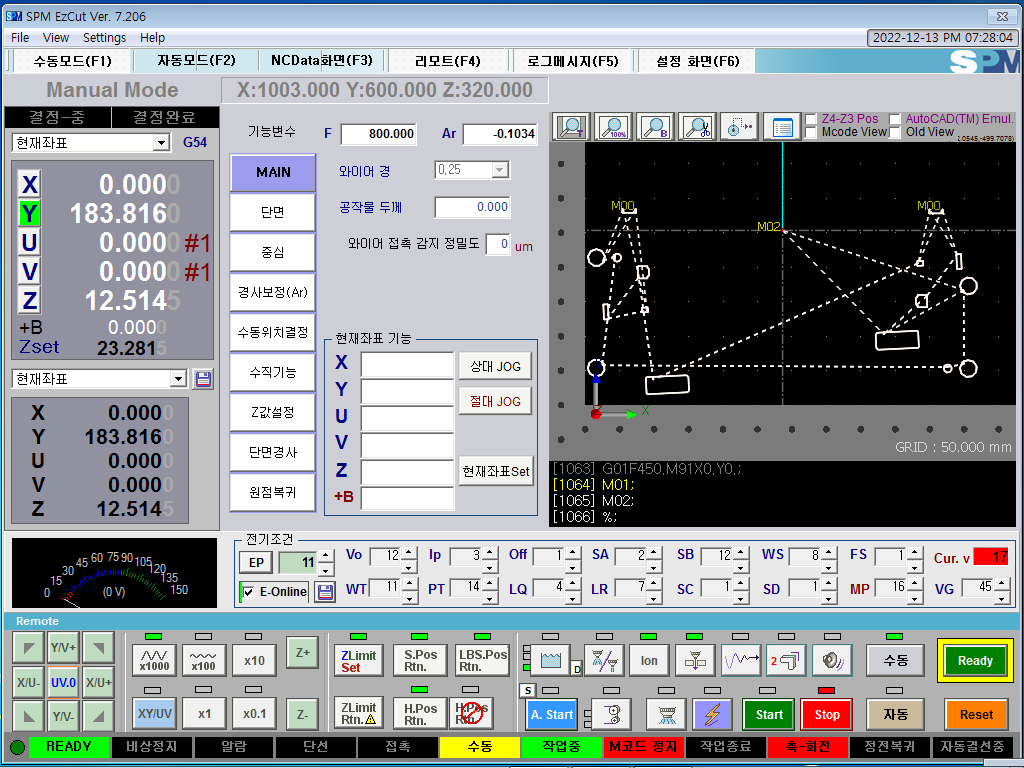 SPM EzCut Ver. 7.206
File View Settings Help
2022-12-13 PM 07:28:04
수동모드(F1) 자동모드(F2) NCData화면(F3) 리모트(F4) 로그메시지(F5) 설정 화면(F6) SPM
Manual Mode X:1003.000 Y:600.000 Z:320.000
결정-중 결정완료
현재좌표 G54
X 0.0000
Y 183.8160
U 0.0000 #1
V 0.0000 #1
Z 12.5145
+B 0.0000
Zset 23.2815
현재좌표
X 0.0000
Y 183.8160
U 0.0000
V 0.0000
Z 12.5145
기능변수 F 800.000 Ar -0.1034
MAIN
단면
중심
경사보정(Ar)
수동위치결정
수직기능
Z값설정
단면경사
원점복귀
와이어 경 0,25
공작물 두께 0.000
와이어 접촉 감지 정밀도 0 um
현재좌표 기능
X
Y
U
V
Z
+B
상대 JOG
절대 JOG
현재좌표Set
T 100% B
Z4-Z3 Pos AutoCAD(TM) Emul.
Mcode View Old View
M00 M00
M02
X
GRID : 50.000 mm
[1063] G01F450,M91X0,Y0,;
[1064] M01;
[1065] M02;
[1066] %;
0 15 30 45 60 75 90 105 120 135 150
(0 V)
전기조건
EP 11 Vo 12 Ip 3 Off 1 SA 2 SB 12 WS 8 FS 1 Cur. v 17
E-Online WT 11 PT 14 LQ 4 LR 7 SC 1 SD 1 MP 16 VG 45
Remote
Y/V+ x1000 x100 x10 Z+ ZLimit Set S.Pos Rtn. LBS.Pos Rtn. D Ion 2 수동 Ready
X/U- UV.0 X/U+
Y/V- XY/UV x1 x0.1 Z- ZLimit Rtn. H.Pos Rtn. H.Pos Rtn. S A. Start Start Stop 자동 Reset
READY 비상정지 알람 단선 접촉 수동 작업중 M코드 정지 작업종료 축-회전 정전복귀 자동결선중